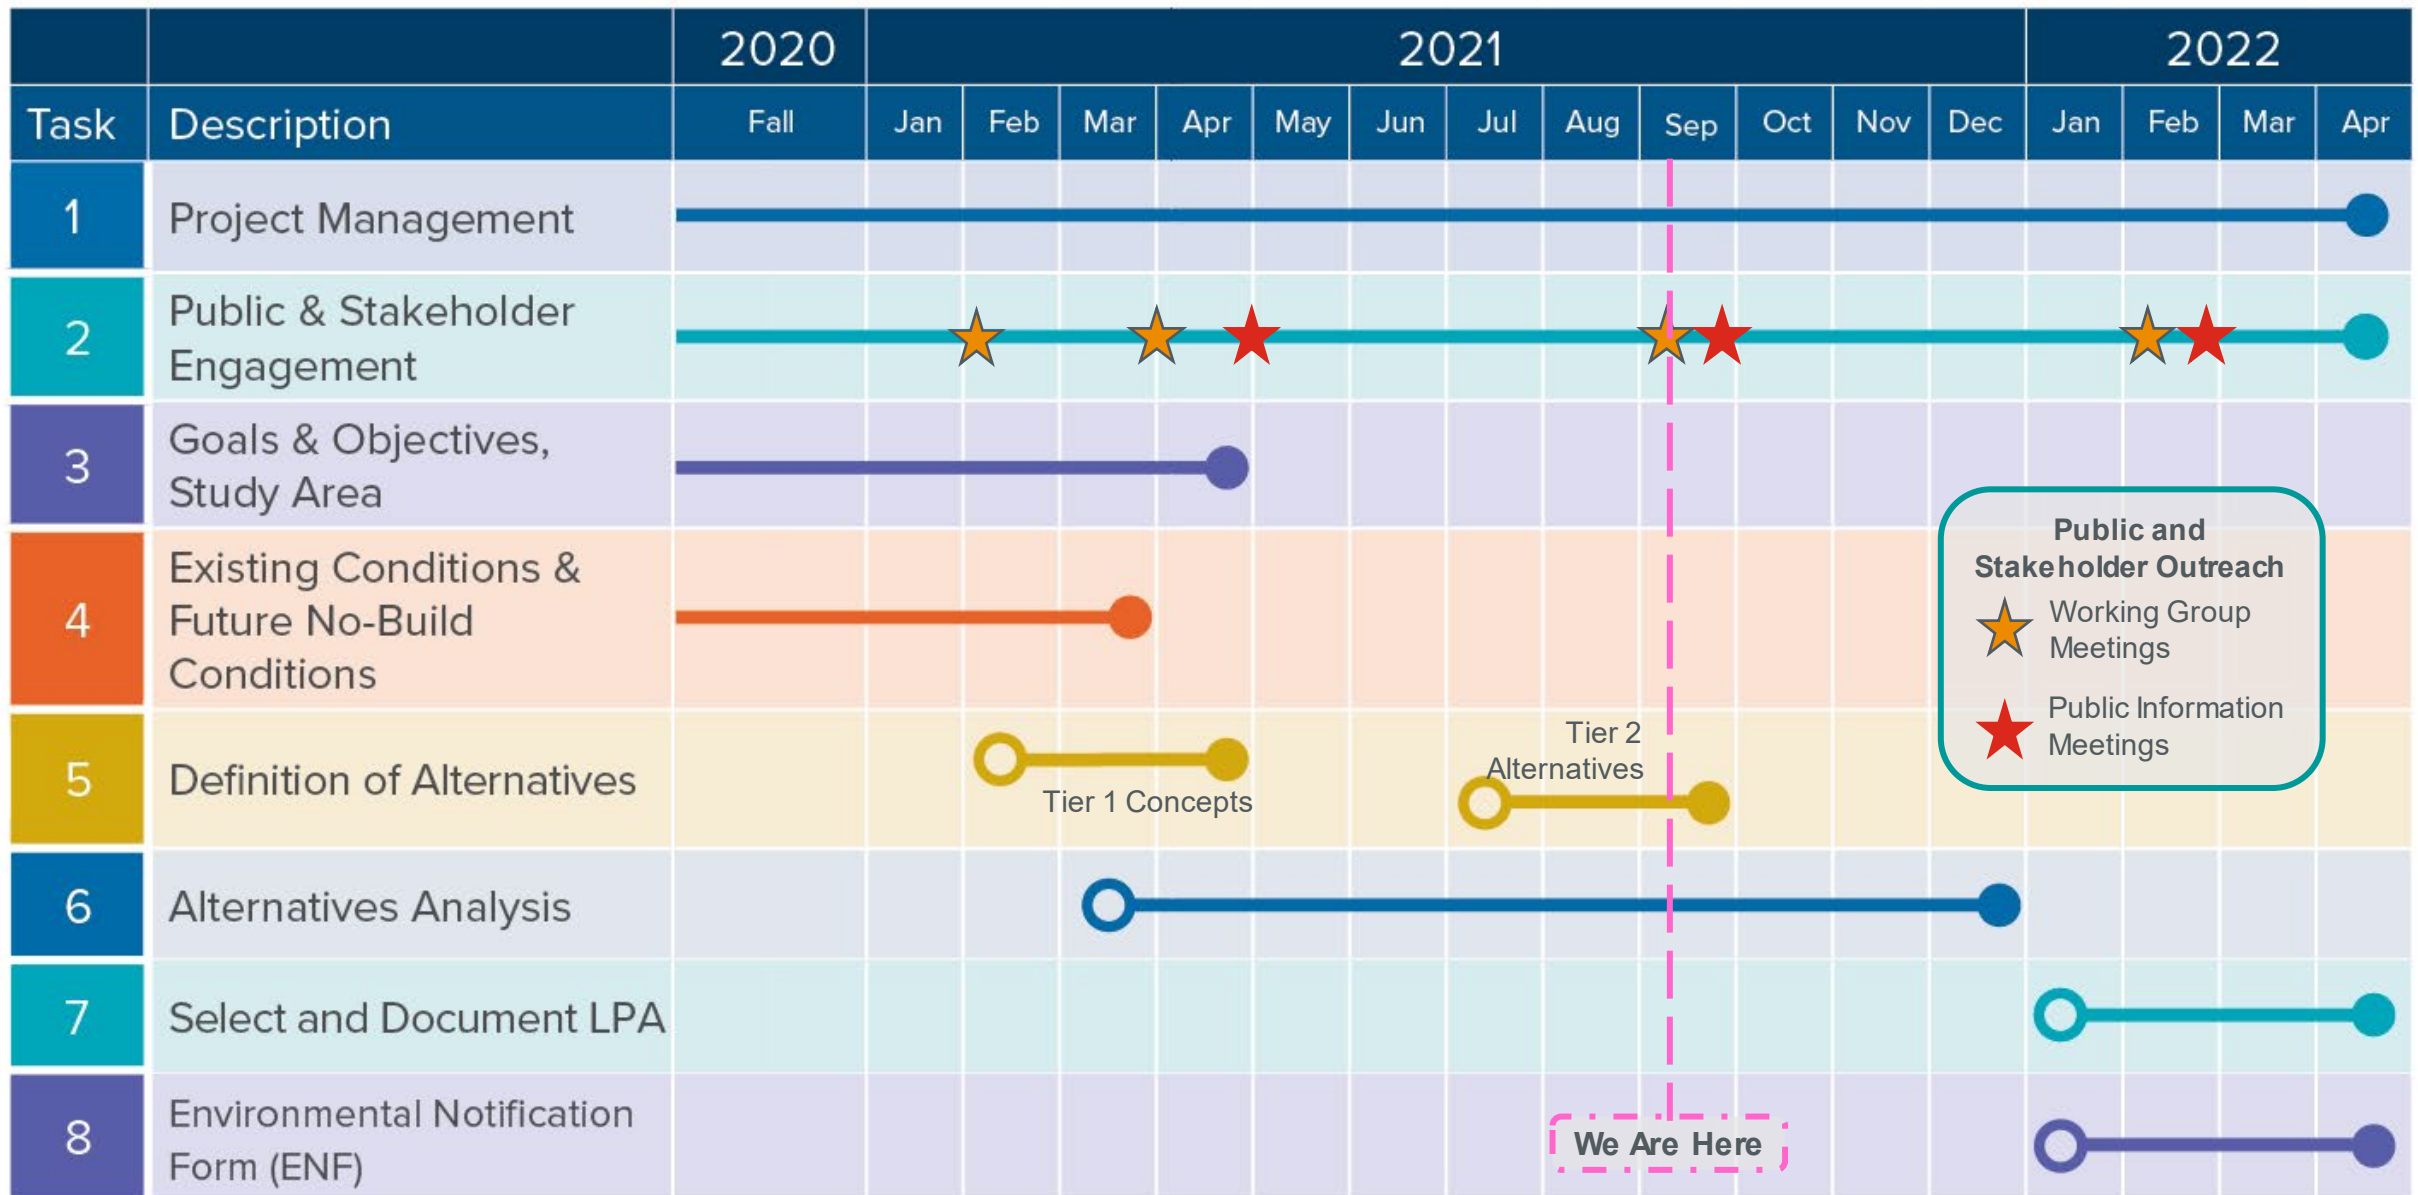 2020 2021 2022
Task Description Fall Jan Feb Mar Apr May Jun Jul Aug Sep Oct Nov Dec Jan Feb Mar Apr
1 Project Management
2 Public & Stakeholder
Engagement
3 Goals & Objectives,
Study Area
4 Existing Conditions &
Future No-Build
Conditions
5 Definition of Alternatives
Tier 1 Concepts
Tier 2
Alternatives
6 Alternatives Analysis
7 Select and Document LPA
8 Environmental Notification
Form (ENF)
We Are Here
Public and
Stakeholder Outreach
Working Group
Meetings
Public Information
Meetings